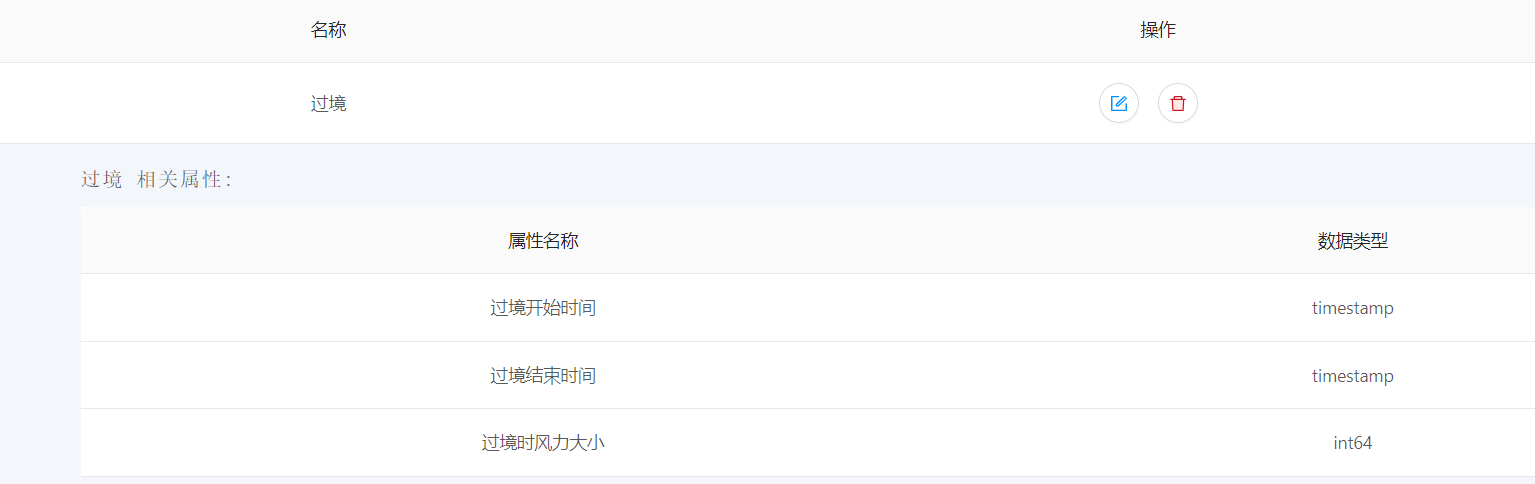 名称 操作
过境
过境 相关属性:
属性名称 数据类型
过境开始时间 timestamp
过境结束时间 timestamp
过境时风力大小 int64